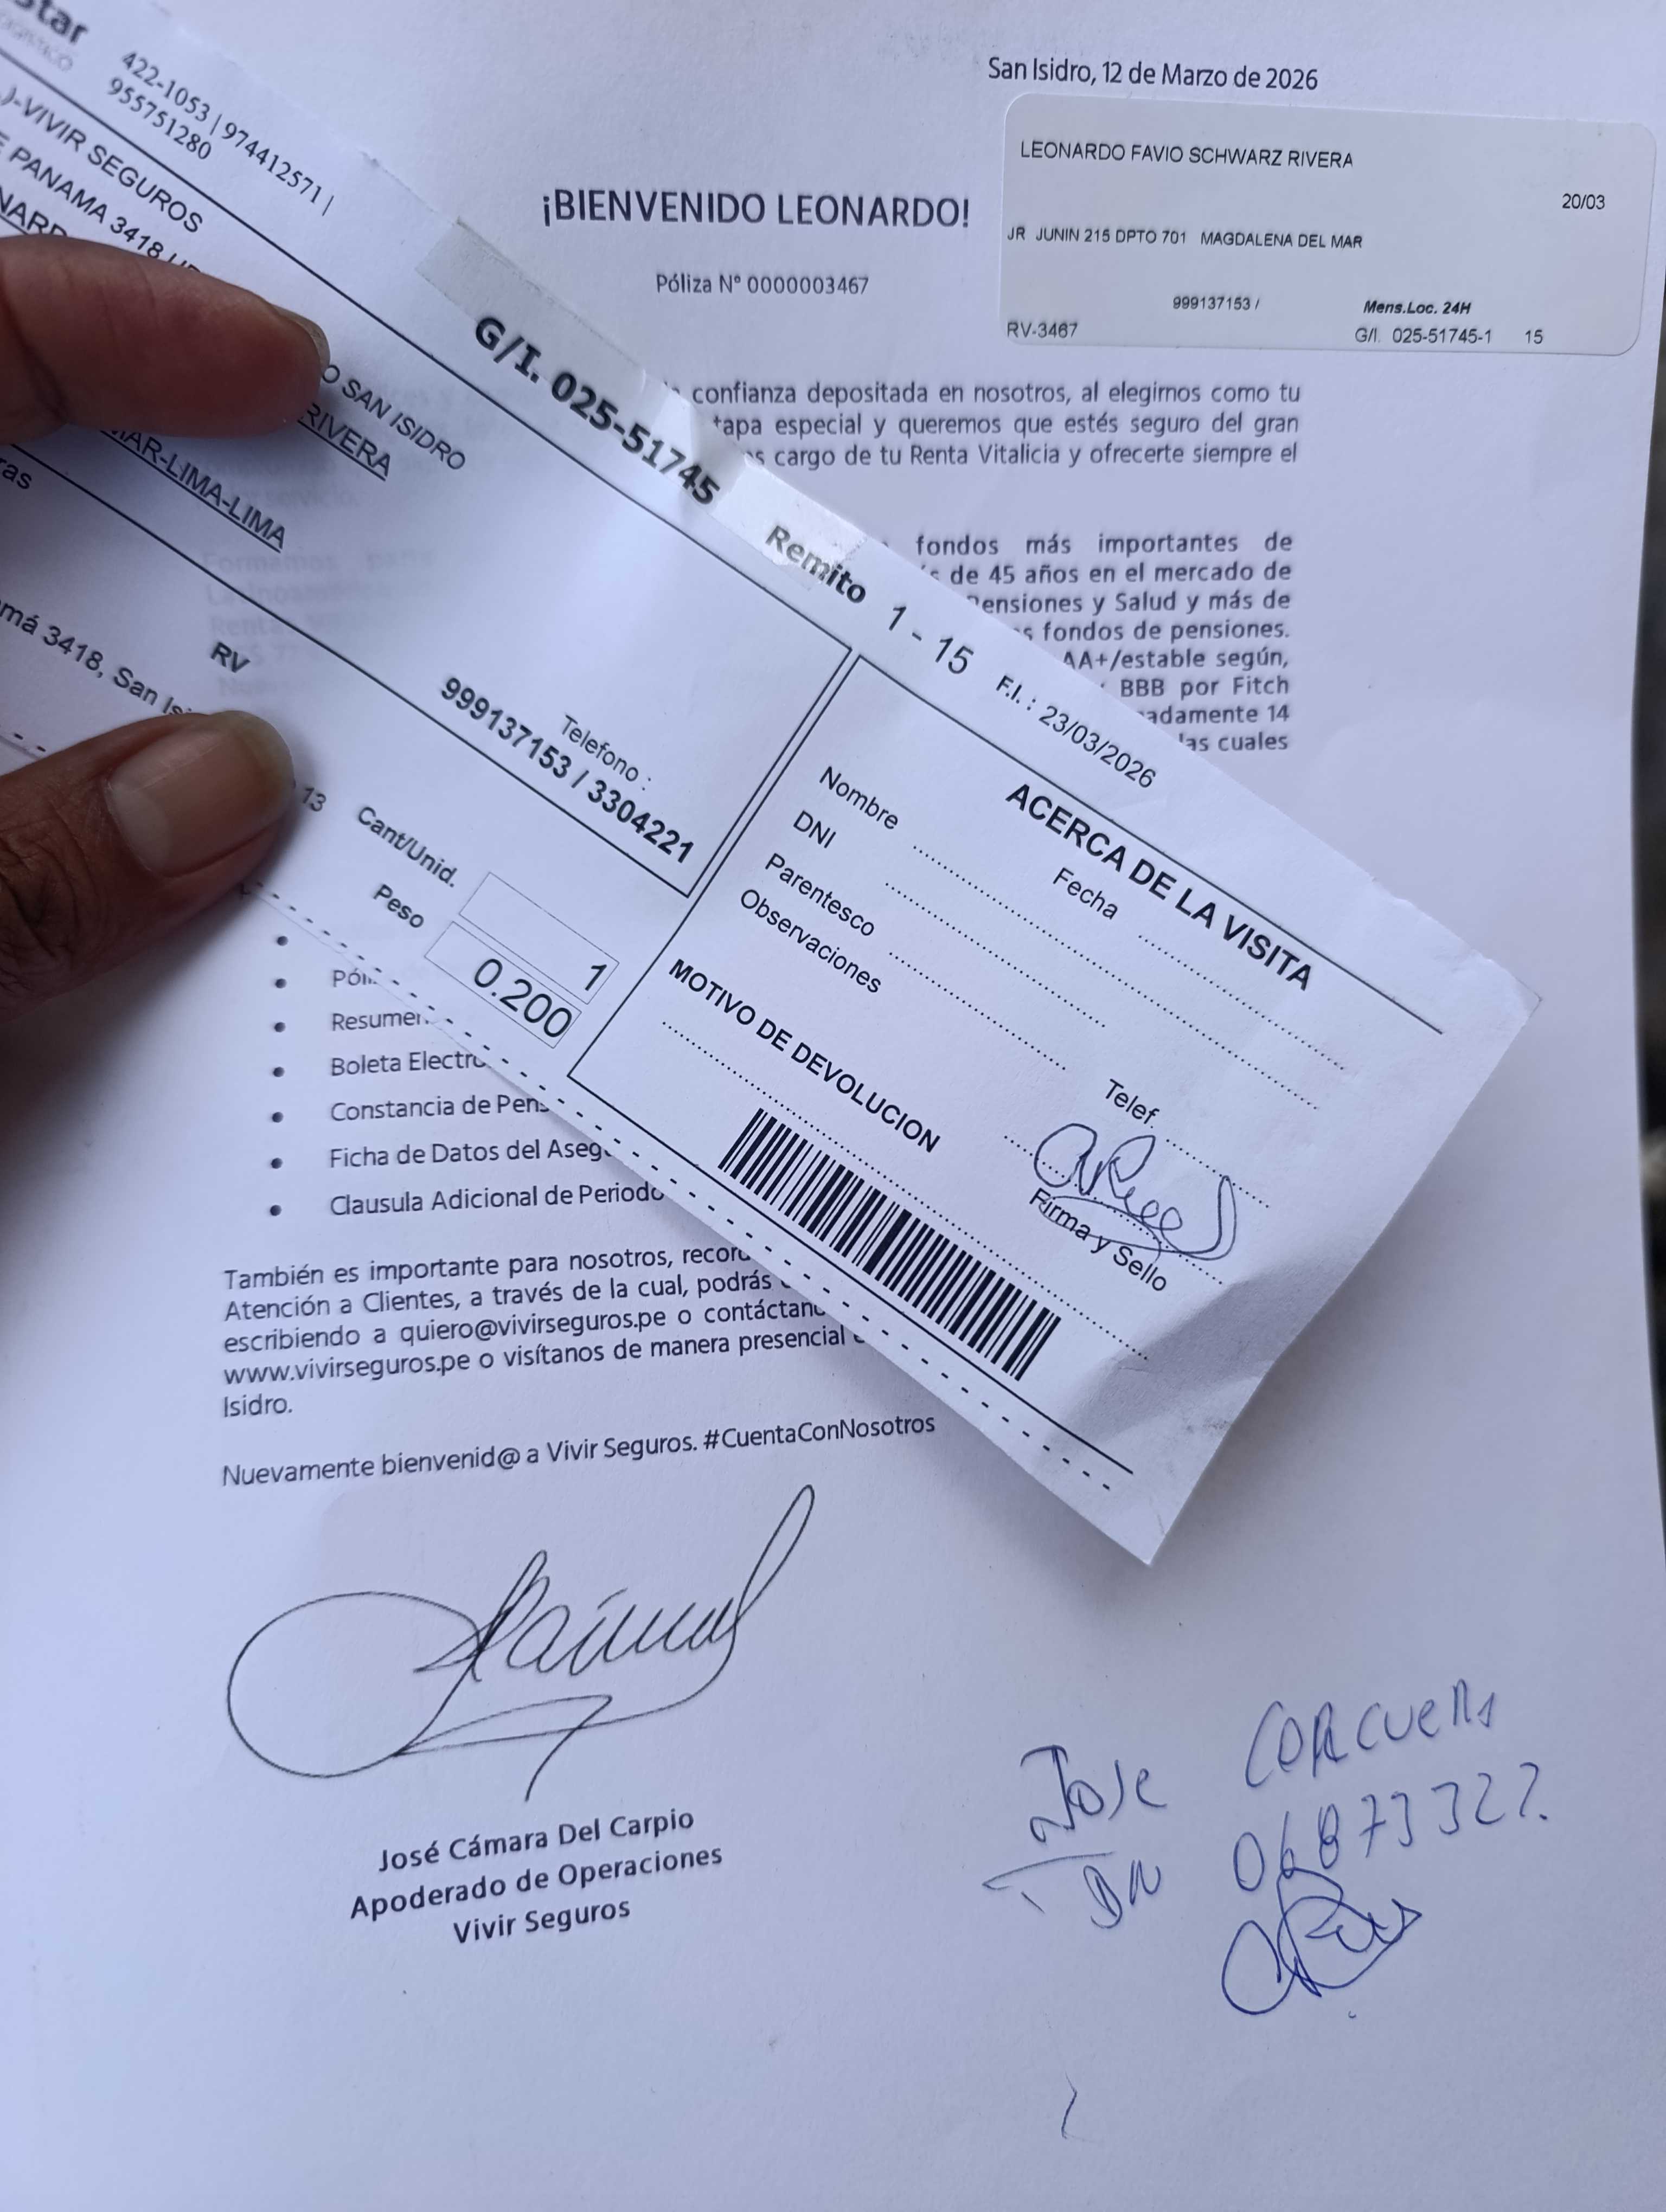 San Isidro, 12 de Marzo de 2026
LEONARDO FAVIO SCHWARZ RIVERA
20/03
JR JUNIN 215 DPTO 701 MAGDALENA DEL MAR
999137153 /
Mens.Loc. 24H
RV-3467
G/I. 025-51745-1 15
¡BIENVENIDO LEONARDO!
Póliza N° 0000003467
confianza depositada en nosotros, al elegirnos como tu
especial y queremos que estés seguro del gran
cargo de tu Renta Vitalicia y ofrecerte siempre el
fondos más importantes de
de 45 años en el mercado de
Pensiones y Salud y más de
fondos de pensiones.
AA+/estable según,
BBB por Fitch
14
las cuales
422-1053 | 974412571 |
955751280
)-VIVIR SEGUROS
PANAMA 3418
SAN ISIDRO
RIVERA
MAR-LIMA-LIMA
3418, San
RV
Telefono :
999137153 / 3304221
13
Cant/Unid.
1
Peso
0.200
G/I. 025-51745
Remito 1 - 15
F.I. : 23/03/2026
ACERCA DE LA VISITA
Nombre
Fecha
DNI
Parentesco
Observaciones
Telef.
MOTIVO DE DEVOLUCION
Firma y Sello
Boleta
Constancia de
Ficha de Datos del
Clausula Adicional de Periodo
También es importante para nosotros,
Atención a Clientes, a través de la cual, podrás
escribiendo a quiero@vivirseguros.pe o
www.vivirseguros.pe o visítanos de manera presencial
Isidro.
Nuevamente bienvenid@ a Vivir Seguros. #CuentaConNosotros
José Cámara Del Carpio
Apoderado de Operaciones
Vivir Seguros
Jose CORCUERA
06873322